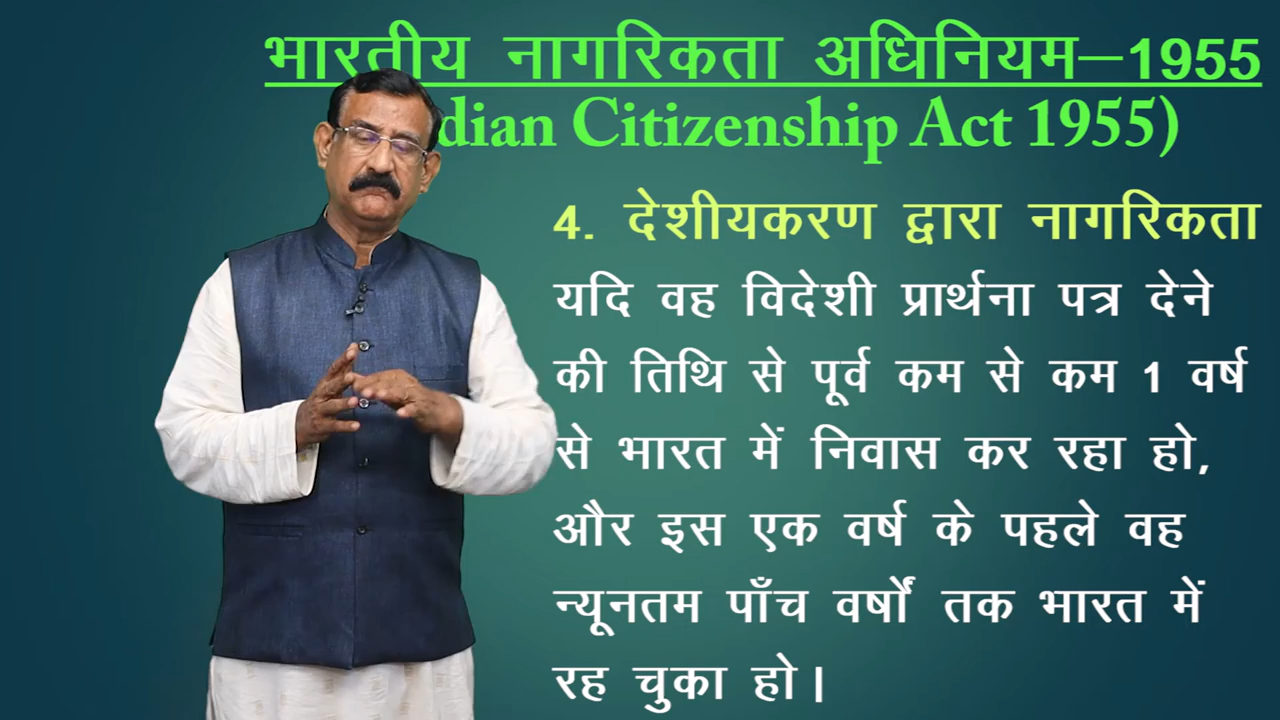 भारतीय नागरिकता अधिनियम–1955
dian Citizenship Act 1955)
4. देशीयकरण द्वारा नागरिकता
यदि वह विदेशी प्रार्थना पत्र देने
की तिथि से पूर्व कम से कम 1 वर्ष
से भारत में निवास कर रहा हो,
और इस एक वर्ष के पहले वह
न्यूनतम पाँच वर्षों तक भारत में
रह चुका हो।